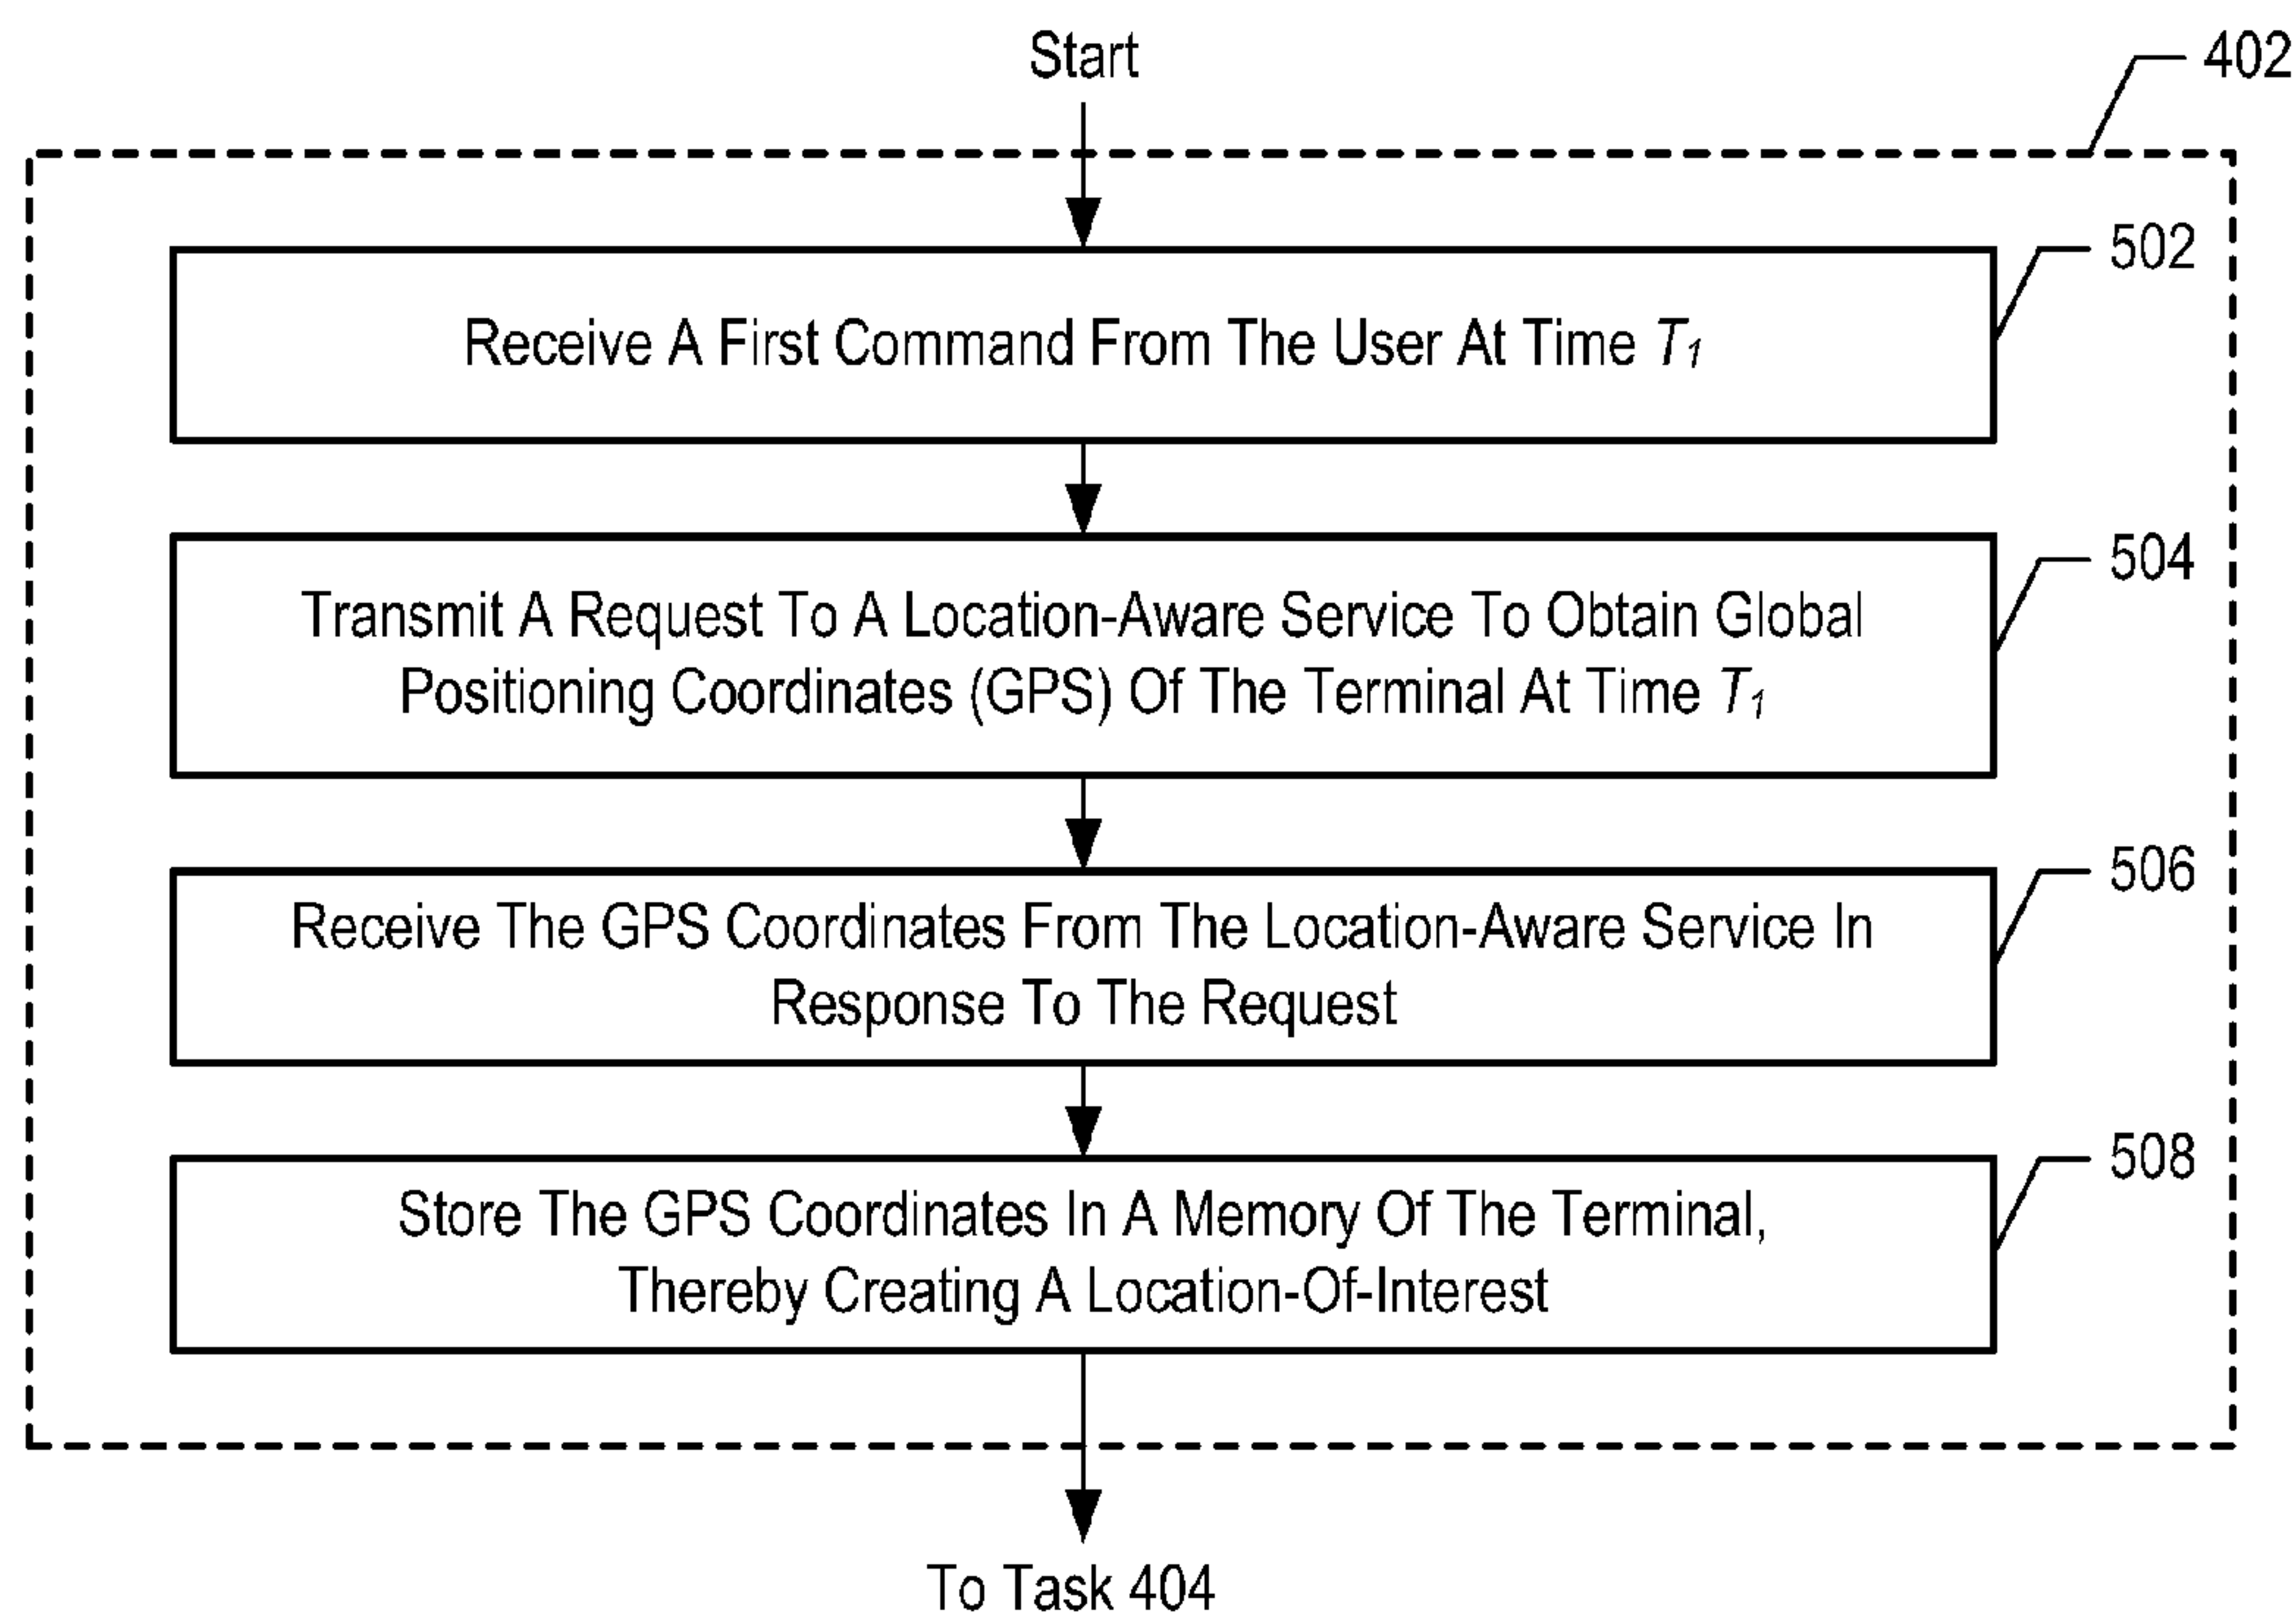 Start
402
502
Receive A First Command From The User At Time T1
504
Transmit A Request To A Location-Aware Service To Obtain Global
Positioning Coordinates (GPS) Of The Terminal At Time T1
506
Receive The GPS Coordinates From The Location-Aware Service In
Response To The Request
508
Store The GPS Coordinates In A Memory Of The Terminal,
Thereby Creating A Location-Of-Interest
To Task 404